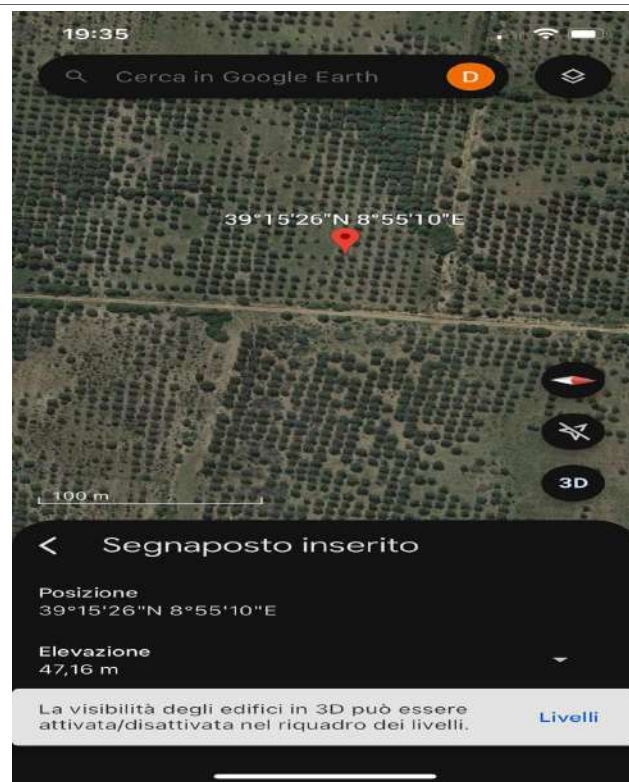 19:35
Cerca in Google Earth
D
39°15'26"N 8°55'10"E
3D
100 m
Segnaposto inserito
Posizione
39°15'26"N 8°55'10"E
Elevazione
47,16 m
La visibilità degli edifici in 3D può essere
attivata/disattivata nel riquadro dei livelli.
Livelli